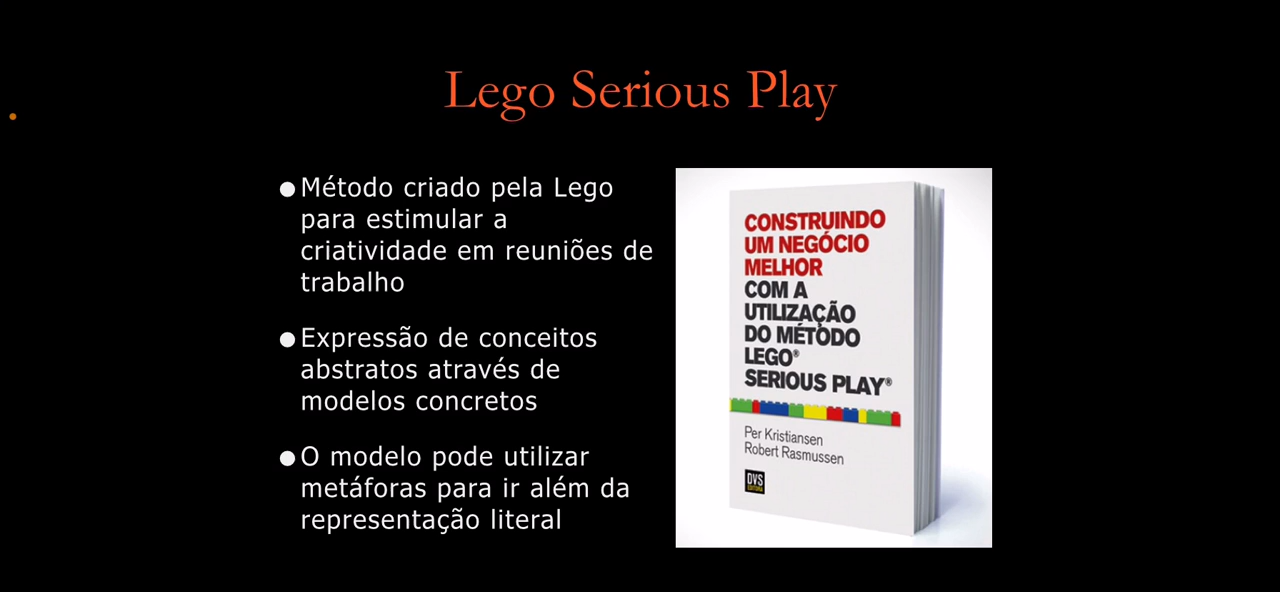 Lego Serious Play
●Método criado pela Lego
para estimular a
criatividade em reuniões de
trabalho
●Expressão de conceitos
abstratos através de
modelos concretos
●O modelo pode utilizar
metáforas para ir além da
representação literal
CONSTRUINDO
UM NEGÓCIO
MELHOR
COM A
UTILIZAÇÃO
DO MÉTODO
LEGO®
SERIOUS PLAY®
Per Kristiansen
Robert Rasmussen
DVS
EDITORA